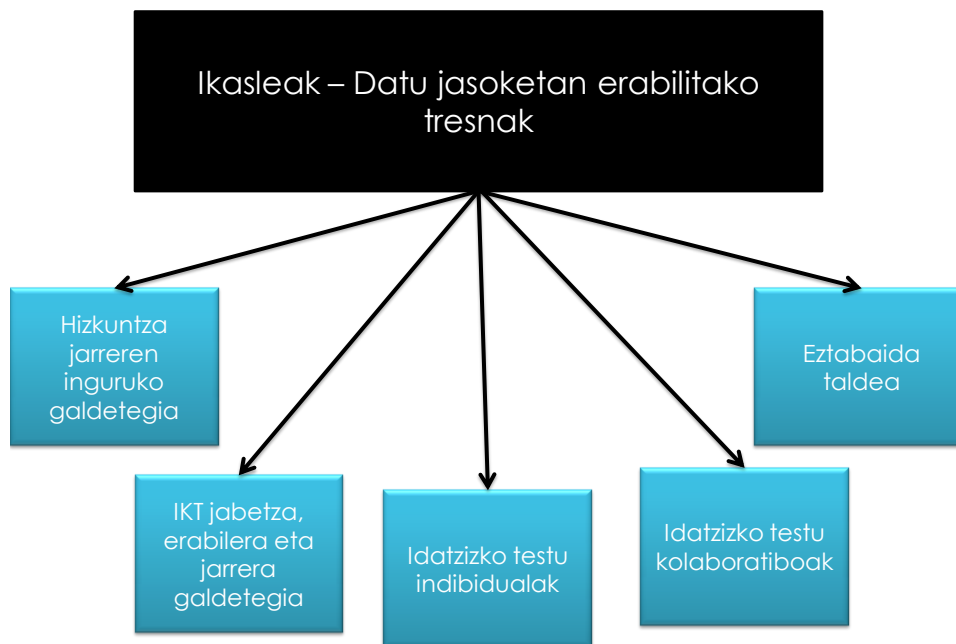 Ikasleak – Datu jasoketan erabilitako
tresnak
Hizkuntza
jarreren
inguruko
galdetegia
IKT jabetza,
erabilera eta
jarrera
galdetegia
Idatzizko testu
indibidualak
Idatzizko testu
kolaboratiboak
Eztabaida
taldea